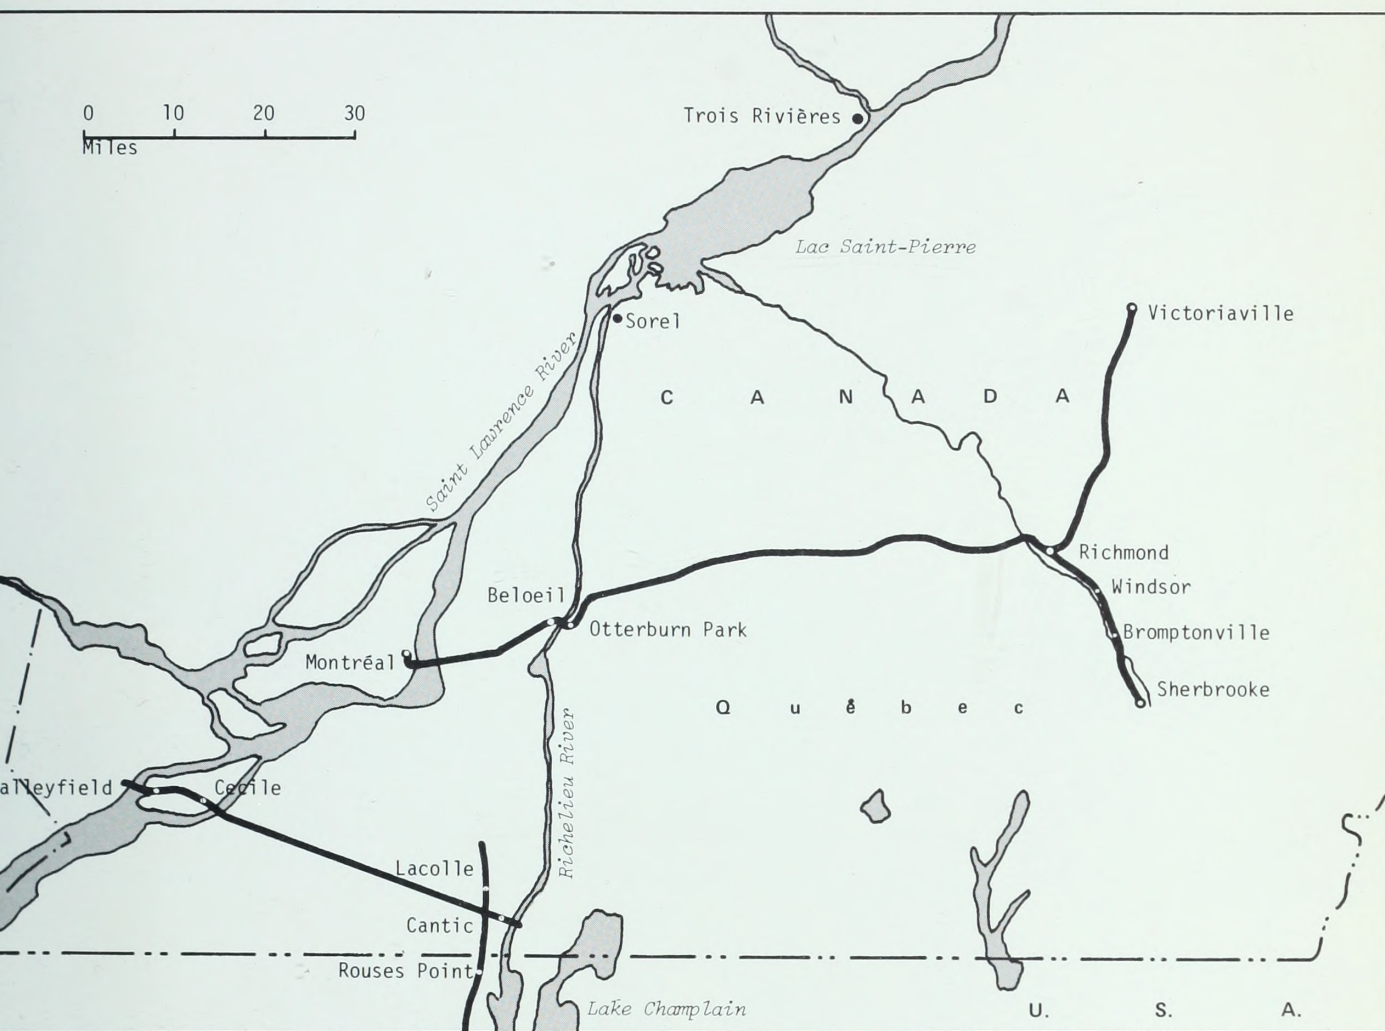 0 10 20 30
Miles
Trois Rivières
Lac Saint-Pierre
Sorel
Victoriaville
Saint Lawrence River
C A N A D A
Richmond
Windsor
Beloeil
Otterburn Park
Bromptonville
Montréal
Sherbrooke
Q u é b e c
Richelieu River
alleyfield
Cecile
Lacolle
Cantic
Rouses Point
Lake Champlain
U. S. A.